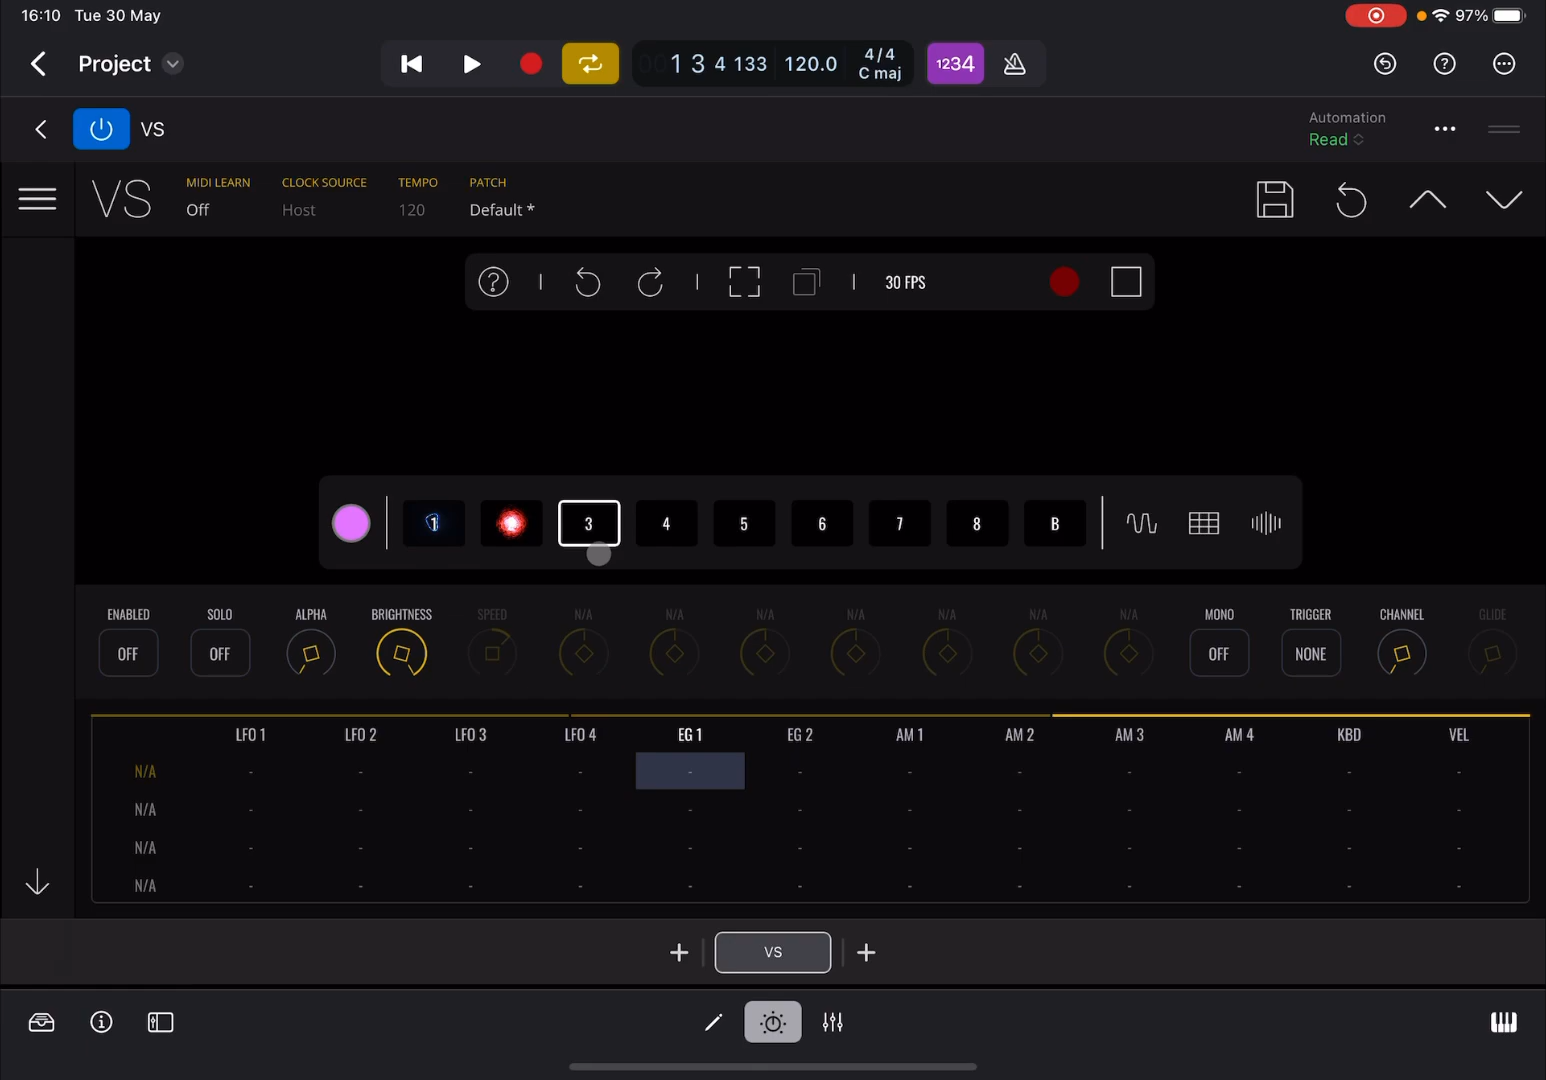 16:10 Tue 30 May 97%
Project 001 3 4 133 120.0 4/4 C maj 1234
VS Automation Read
VS MIDI LEARN Off CLOCK SOURCE Host TEMPO 120 PATCH Default *
30 FPS
1 3 4 5 6 7 8 B
ENABLED SOLO ALPHA BRIGHTNESS SPEED N/A N/A N/A N/A N/A N/A N/A MONO TRIGGER CHANNEL GLIDE
OFF OFF OFF NONE
LFO 1 LFO 2 LFO 3 LFO 4 EG 1 EG 2 AM 1 AM 2 AM 3 AM 4 KBD VEL
N/A - - - - - - - - - - - -
N/A - - - - - - - - - - - -
N/A - - - - - - - - - - - -
N/A - - - - - - - - - - - -
+ VS +